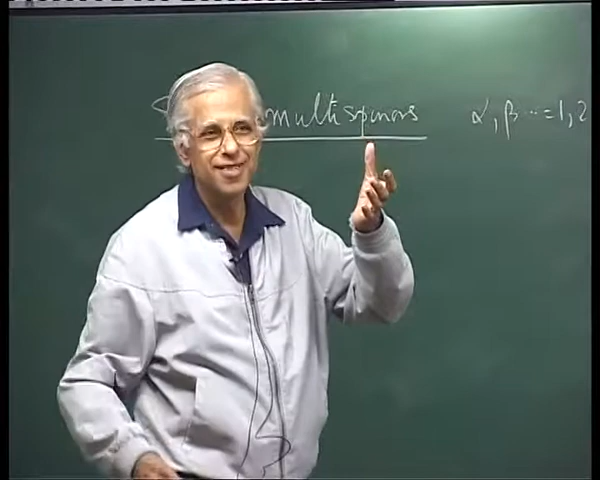 multispinors
α, β ⋯ = 1, 2